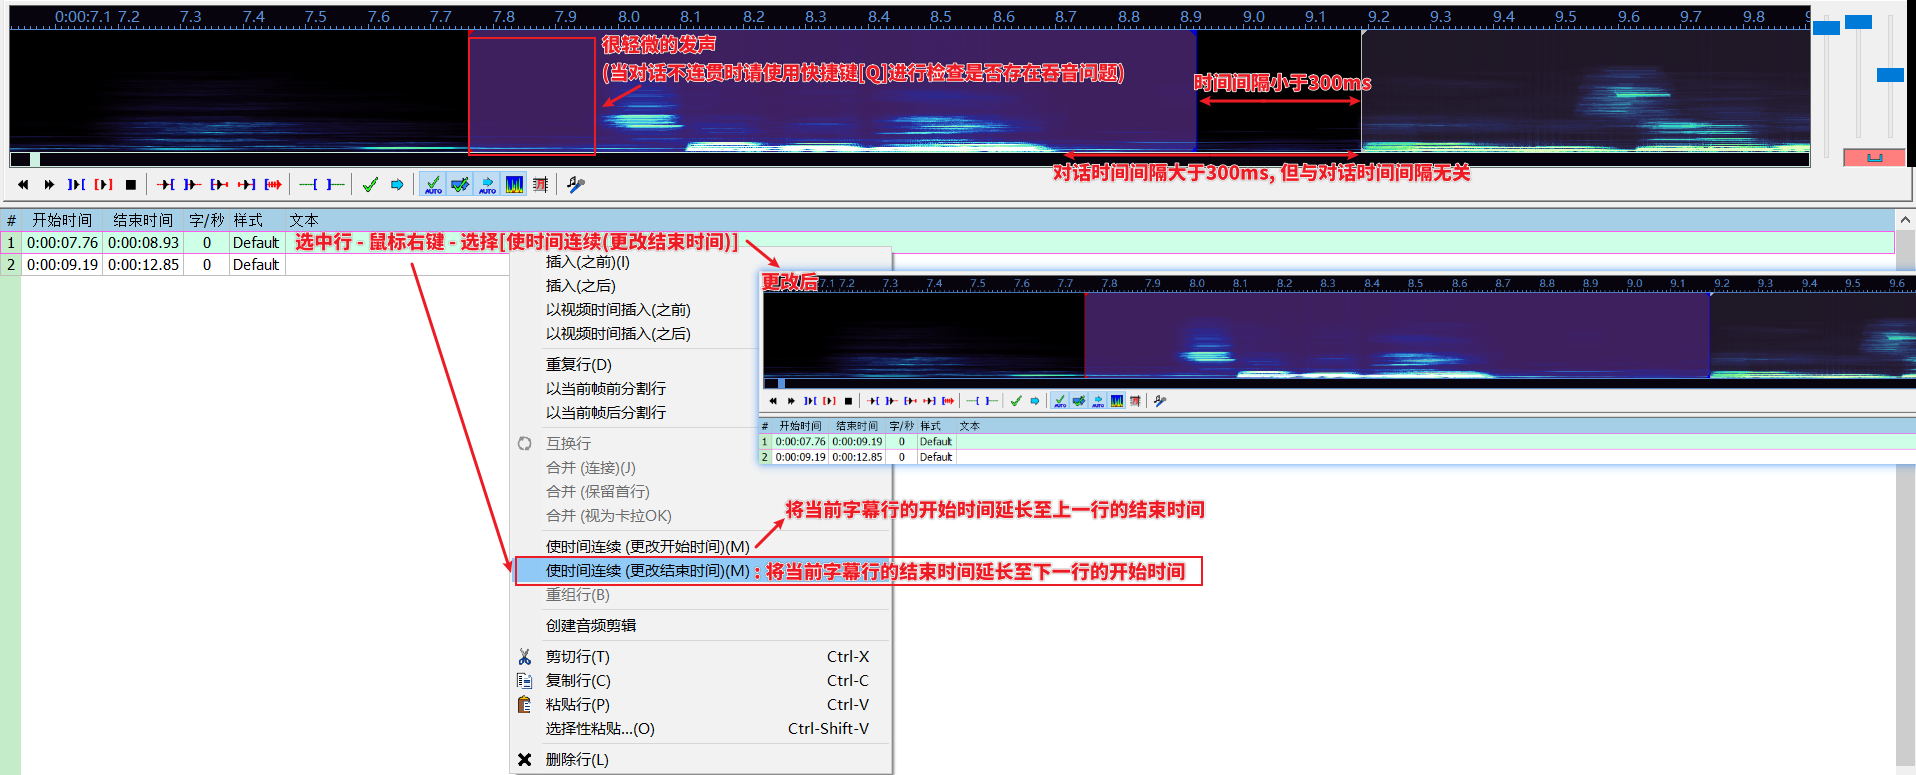 0:00:07.1 7.2 7.3 7.4 7.5 7.6 7.7 7.8 7.9 8.0 8.1 8.2 8.3 8.4 8.5 8.6 8.7 8.8 8.9 9.0 9.1 9.2 9.3 9.4 9.5 9.6 9.7 9.8
很轻微的发声
(当对话不连贯时请使用快捷键[Q]进行检查是否存在吞音问题)
时间间隔小于300ms
对话时间间隔大于300ms, 但与对话时间间隔无关
AUTO AUTO
# 开始时间 结束时间 字/秒 样式 文本
1 0:00:07.76 0:00:08.93 0 Default
选中行 - 鼠标右键 - 选择[使时间连续(更改结束时间)]
2 0:00:09.19 0:00:12.85 0 Default
插入(之前)(I)
插入(之后)
以视频时间插入(之前)
以视频时间插入(之后)
重复行(D)
以当前帧前分割行
以当前帧后分割行
互换行
合并 (连接)(J)
合并 (保留首行)
合并 (视为卡拉OK)
使时间连续 (更改开始时间)(M)
使时间连续 (更改结束时间)(M)
重组行(B)
创建音频剪辑
剪切行(T) Ctrl-X
复制行(C) Ctrl-C
粘贴行(P) Ctrl-V
选择性粘贴...(O) Ctrl-Shift-V
删除行(L)
更改后
7.1 7.2 7.3 7.4 7.5 7.6 7.7 7.8 7.9 8.0 8.1 8.2 8.3 8.4 8.5 8.6 8.7 8.8 8.9 9.0 9.1 9.2 9.3 9.4 9.5 9.6
AUTO AUTO
# 开始时间 结束时间 字/秒 样式 文本
1 0:00:07.76 0:00:09.19 0 Default
2 0:00:09.19 0:00:12.85 0 Default
将当前字幕行的开始时间延长至上一行的结束时间
: 将当前字幕行的结束时间延长至下一行的开始时间